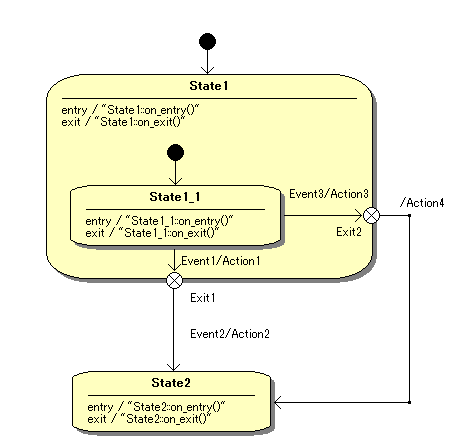 State1
entry / "State1::on_entry()"
exit / "State1::on_exit()"
State1_1
entry / "State1_1::on_entry()"
exit / "State1_1::on_exit()"
Event3/Action3
/Action4
Exit2
Event1/Action1
Exit1
Event2/Action2
State2
entry / "State2::on_entry()"
exit / "State2::on_exit()"